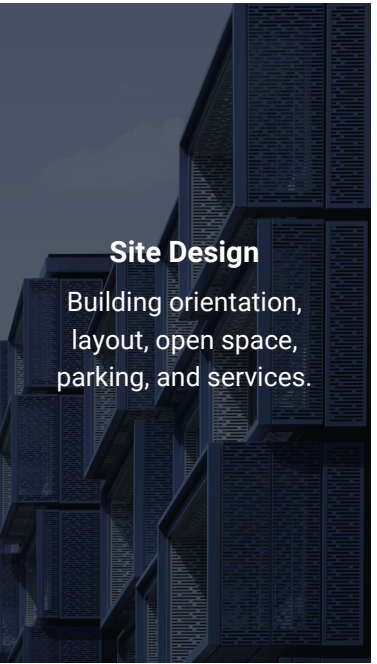 Site Design
Building orientation,
layout, open space,
parking, and services.